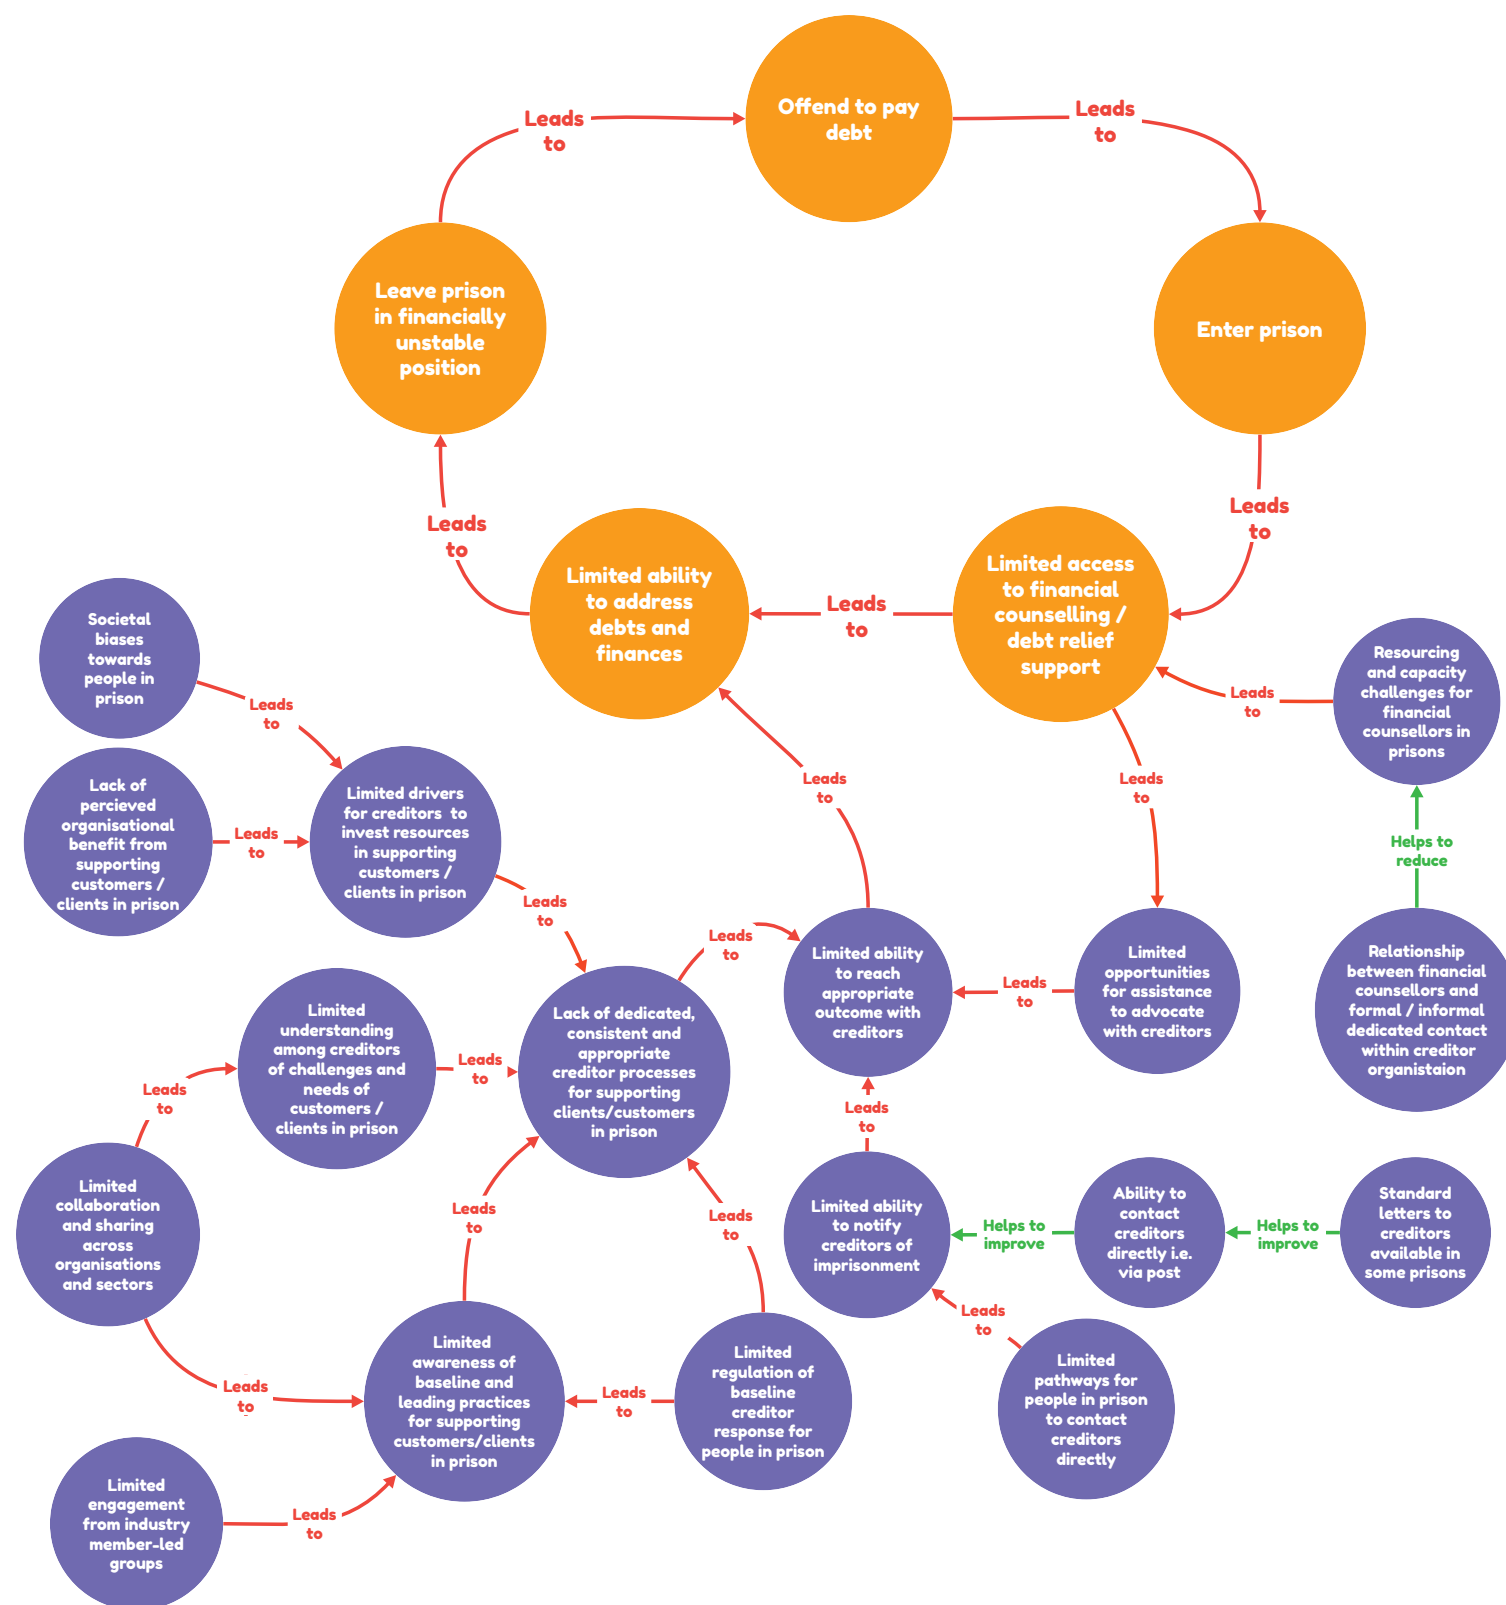 Offend to pay
debt
Leads
to
Leads
to
Leave prison
in financially
unstable
position
Enter prison
Leads
to
Leads
to
Limited ability
to address
debts and
finances
Leads
to
Limited access
to financial
counselling /
debt relief
support
Societal
biases
towards
people in
prison
Leads
to
Resourcing
and capacity
challenges for
financial
counsellors in
prisons
Leads
to
Lack of
percieved
organisational
benefit from
supporting
customers /
clients in prison
Leads
to
Limited drivers
for creditors to
invest resources
in supporting
customers /
clients in prison
Leads
to
Leads
to
Helps to
reduce
Leads
to
Leads
to
Limited ability
to reach
appropriate
outcome with
creditors
Leads
to
Limited
opportunities
for assistance
to advocate
with creditors
Relationship
between financial
counsellors and
formal / informal
dedicated contact
within creditor
organistaion
Limited
understanding
among creditors
of challenges and
needs of
customers /
clients in prison
Leads
to
Lack of dedicated,
consistent and
appropriate
creditor processes
for supporting
clients/customers
in prison
Leads
to
Leads
to
Limited
collaboration
and sharing
across
organisations
and sectors
Leads
to
Leads
to
Limited ability
to notify
creditors of
imprisonment
Helps to
improve
Ability to
contact
creditors
directly i.e.
via post
Helps to
improve
Standard
letters to
creditors
available in
some prisons
Leads
to
Leads
to
Limited
awareness of
baseline and
leading practices
for supporting
customers/clients
in prison
Leads
to
Limited
regulation of
baseline
creditor
response for
people in prison
Limited
pathways for
people in prison
to contact
creditors
directly
Limited
engagement
from industry
member-led
groups
Leads
to